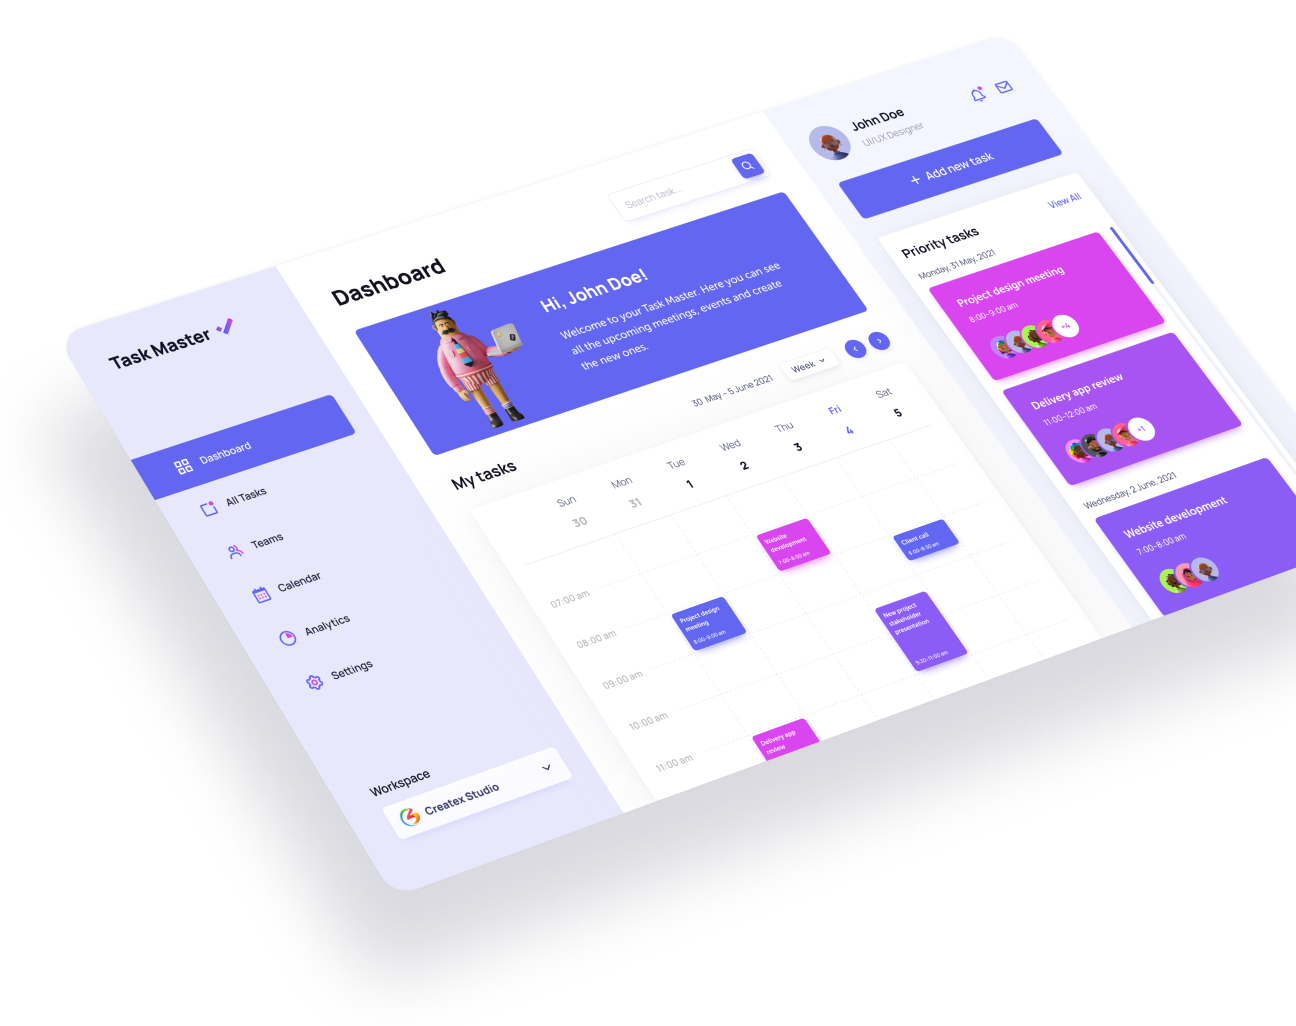 Task Master
Dashboard
All Tasks
Teams
Calendar
Analytics
Settings
Workspace
Createx Studio
Search task...
Dashboard
Hi, John Doe!
Welcome to your Task Master. Here you can see
all the upcoming meetings, events and create
the new ones.
My tasks
30 May - 5 June 2021
Week
Sun
30
Mon
31
Tue
1
Wed
2
Thu
3
Fri
4
Sat
5
07:00 am
08:00 am
09:00 am
10:00 am
11:00 am
Website
development
7:00-8:00 am
Client call
8:00-8:30 am
Project design
meeting
8:00-9:00 am
New project
stakeholder
presentation
9:30-11:00 am
Delivery app
review
John Doe
UI/UX Designer
Add new task
Priority tasks
View All
Monday, 31 May, 2021
Project design meeting
8:00-9:00 am
+4
Delivery app review
11:00-12:00 am
+1
Wednesday, 2 June, 2021
Website development
7:00-8:00 am